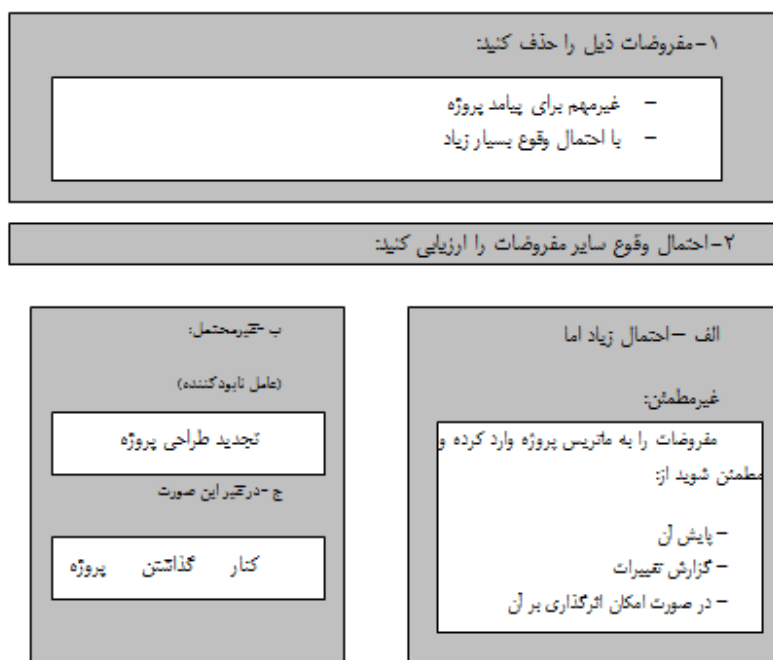 ۱-مفروضات ذیل را حذف کنید:
– غیرمهم برای پیامد پروژه
– با احتمال وقوع بسیار زیاد
۲-احتمال وقوع سایر مفروضات را ارزیابی کنید:
الف –احتمال زیاد اما
غیرمطمئن:
مفروضات را به ماتریس پروژه وارد کرده و
مطمئن شوید از:
– پایش آن
– گزارش تغییرات
– در صورت امکان اثرگذاری بر آن
ب –غیرمحتمل:
(عامل نابودکننده)
تجدید طراحی پروژه
ج –درغیر این صورت
کنار گذاشتن پروژه